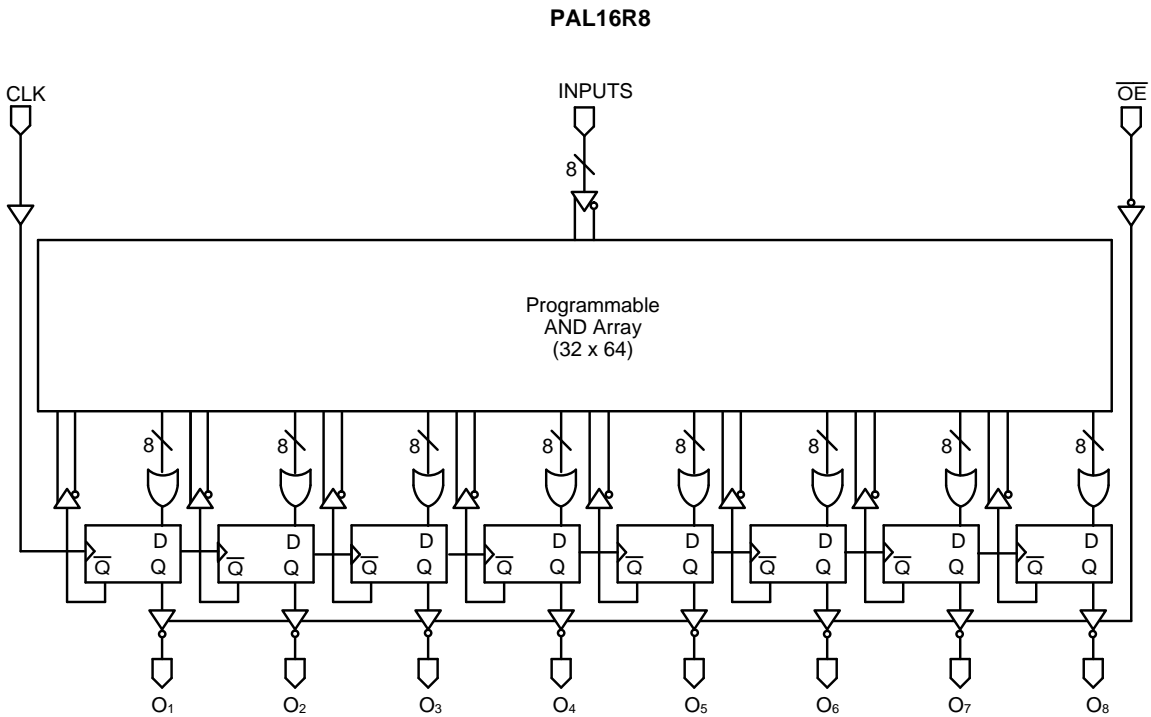 PAL16R8
CLK
INPUTS
O̅E̅
8
Programmable
AND Array
(32 x 64)
8 8 8 8 8 8 8 8
D D D D D D D D
Q̅ Q Q̅ Q Q̅ Q Q̅ Q Q̅ Q Q̅ Q Q̅ Q Q̅ Q
O1 O2 O3 O4 O5 O6 O7 O8